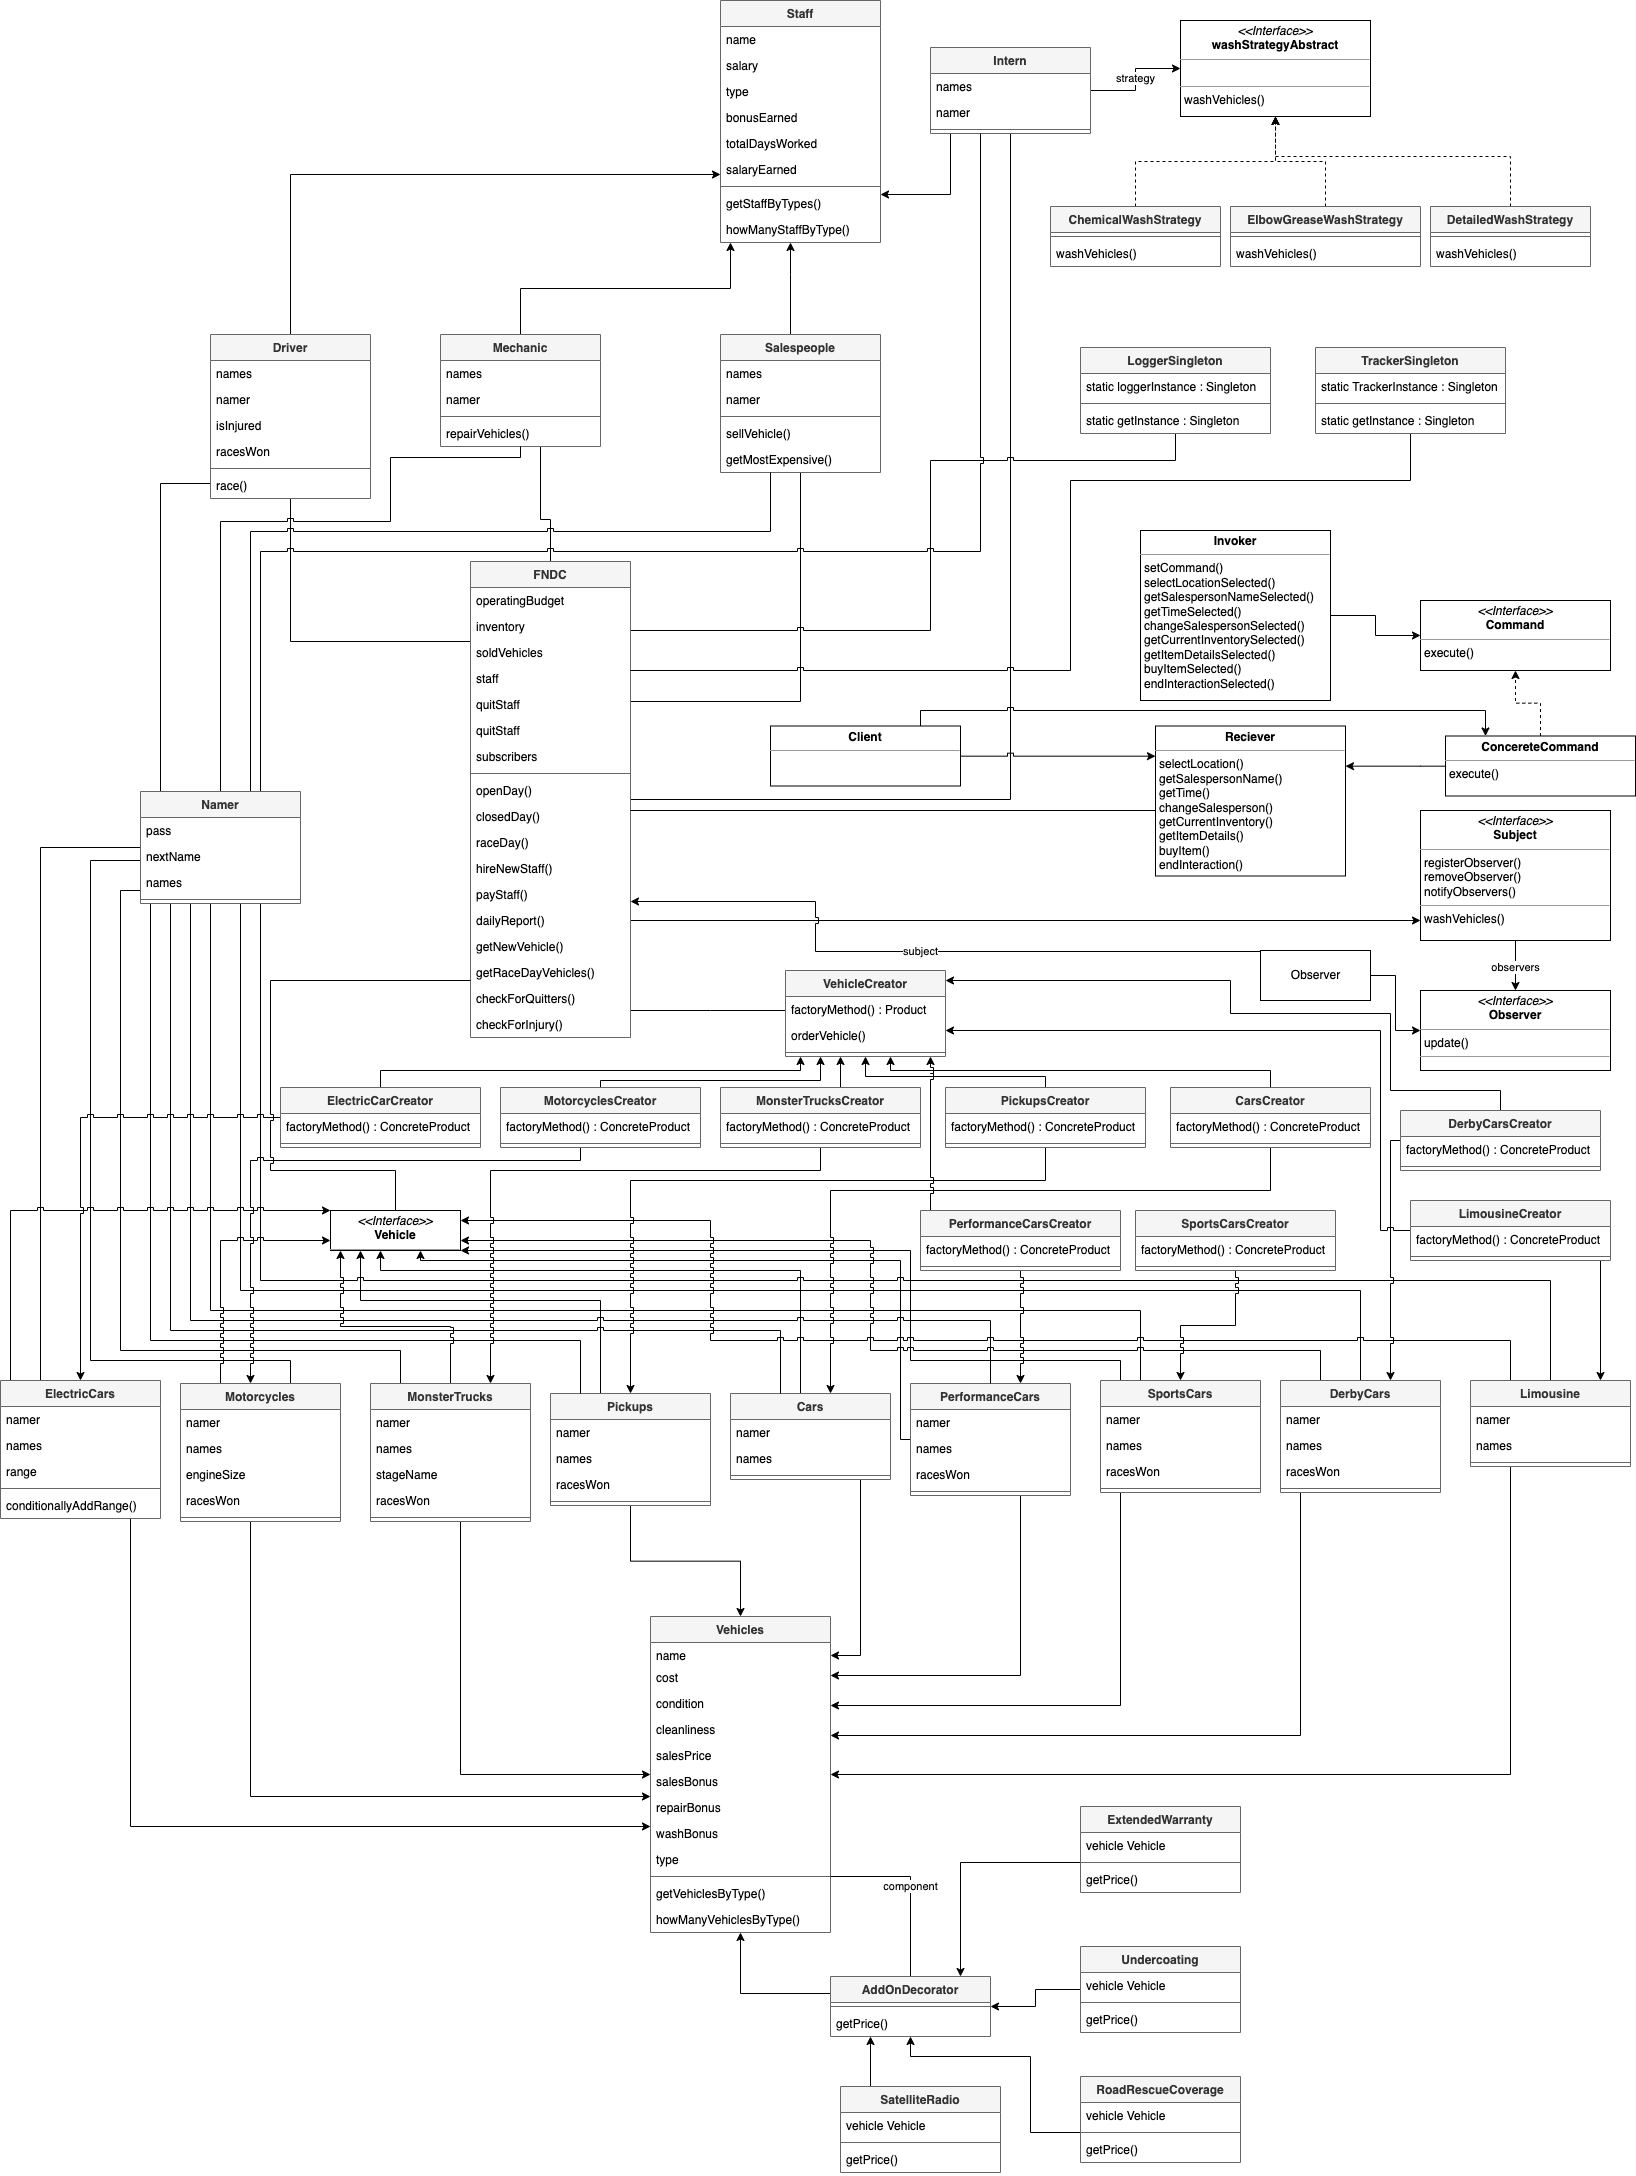 Staff
name
salary
type
bonusEarned
totalDaysWorked
salaryEarned
getStaffByTypes()
howManyStaffByType()
Intern
names
namer
strategy
<<Interface>>
washStrategyAbstract
washVehicles()
ChemicalWashStrategy
washVehicles()
ElbowGreaseWashStrategy
washVehicles()
DetailedWashStrategy
washVehicles()
Driver
names
namer
isInjured
racesWon
race()
Mechanic
names
namer
repairVehicles()
Salespeople
names
namer
sellVehicle()
getMostExpensive()
LoggerSingleton
static loggerInstance : Singleton
static getInstance : Singleton
TrackerSingleton
static TrackerInstance : Singleton
static getInstance : Singleton
FNDC
operatingBudget
inventory
soldVehicles
staff
quitStaff
quitStaff
subscribers
openDay()
closedDay()
raceDay()
hireNewStaff()
payStaff()
dailyReport()
getNewVehicle()
getRaceDayVehicles()
checkForQuitters()
checkForInjury()
Invoker
setCommand()
selectLocationSelected()
getSalespersonNameSelected()
getTimeSelected()
changeSalespersonSelected()
getCurrentInventorySelected()
getItemDetailsSelected()
buyItemSelected()
endInteractionSelected()
<<Interface>>
Command
execute()
Client
Reciever
selectLocation()
getSalespersonName()
getTime()
changeSalesperson()
getCurrentInventory()
getItemDetails()
buyItem()
endInteraction()
ConcereteCommand
execute()
Namer
pass
nextName
names
<<Interface>>
Subject
registerObserver()
removeObserver()
notifyObservers()
washVehicles()
subject
Observer
observers
<<Interface>>
Observer
update()
VehicleCreator
factoryMethod() : Product
orderVehicle()
ElectricCarCreator
factoryMethod() : ConcreteProduct
MotorcyclesCreator
factoryMethod() : ConcreteProduct
MonsterTrucksCreator
factoryMethod() : ConcreteProduct
PickupsCreator
factoryMethod() : ConcreteProduct
CarsCreator
factoryMethod() : ConcreteProduct
DerbyCarsCreator
factoryMethod() : ConcreteProduct
<<Interface>>
Vehicle
PerformanceCarsCreator
factoryMethod() : ConcreteProduct
SportsCarsCreator
factoryMethod() : ConcreteProduct
LimousineCreator
factoryMethod() : ConcreteProduct
ElectricCars
namer
names
range
conditionallyAddRange()
Motorcycles
namer
names
engineSize
racesWon
MonsterTrucks
namer
names
stageName
racesWon
Pickups
namer
names
racesWon
Cars
namer
names
PerformanceCars
namer
names
racesWon
SportsCars
namer
names
racesWon
DerbyCars
namer
names
racesWon
Limousine
namer
names
Vehicles
name
cost
condition
cleanliness
salesPrice
salesBonus
repairBonus
washBonus
type
getVehiclesByType()
howManyVehiclesByType()
component
ExtendedWarranty
vehicle Vehicle
getPrice()
Undercoating
vehicle Vehicle
getPrice()
AddOnDecorator
getPrice()
SatelliteRadio
vehicle Vehicle
getPrice()
RoadRescueCoverage
vehicle Vehicle
getPrice()